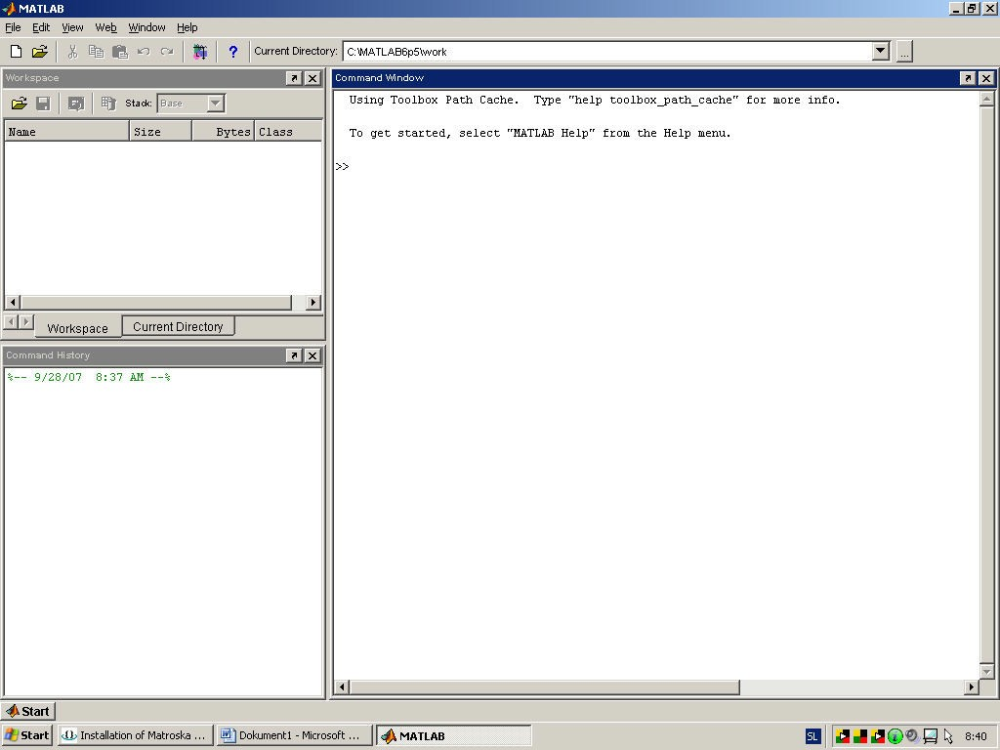 MATLAB
File Edit View Web Window Help
? Current Directory: C:\MATLAB6p5\work ...
Workspace
Stack: Base
Name Size Bytes Class
Workspace Current Directory
Command History
%-- 9/28/07 8:37 AM --%
Command Window
Using Toolbox Path Cache. Type "help toolbox_path_cache" for more info.
To get started, select "MATLAB Help" from the Help menu.
>>
Start
Start Installation of Matroska ... Dokument1 - Microsoft ... MATLAB SL 8:40